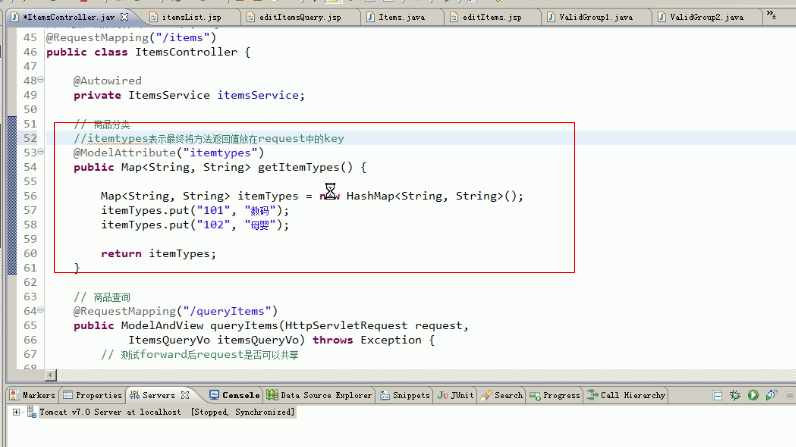 *ItemsController.jav
itemsList.jsp
editItemsQuery.jsp
Items.java
editItems.jsp
ValidGroup1.java
ValidGroup2.java
45 @RequestMapping("/items")
46 public class ItemsController {
47
48 @Autowired
49 private ItemsService itemsService;
50
51 // 商品分类
52 //itemtypes表示最终将方法返回值放在request中的key
53 @ModelAttribute("itemtypes")
54 public Map<String, String> getItemTypes() {
55
56 Map<String, String> itemTypes = new HashMap<String, String>();
57 itemTypes.put("101", "数码");
58 itemTypes.put("102", "母婴");
59
60 return itemTypes;
61 }
62
63 // 商品查询
64 @RequestMapping("/queryItems")
65 public ModelAndView queryItems(HttpServletRequest request,
66 ItemsQueryVo itemsQueryVo) throws Exception {
67 // 测试forward后request是否可以共享
68
Markers
Properties
Servers
Console
Data Source Explorer
Snippets
JUnit
Search
Progress
Call Hierarchy
Tomcat v7.0 Server at localhost [Stopped, Synchronized]